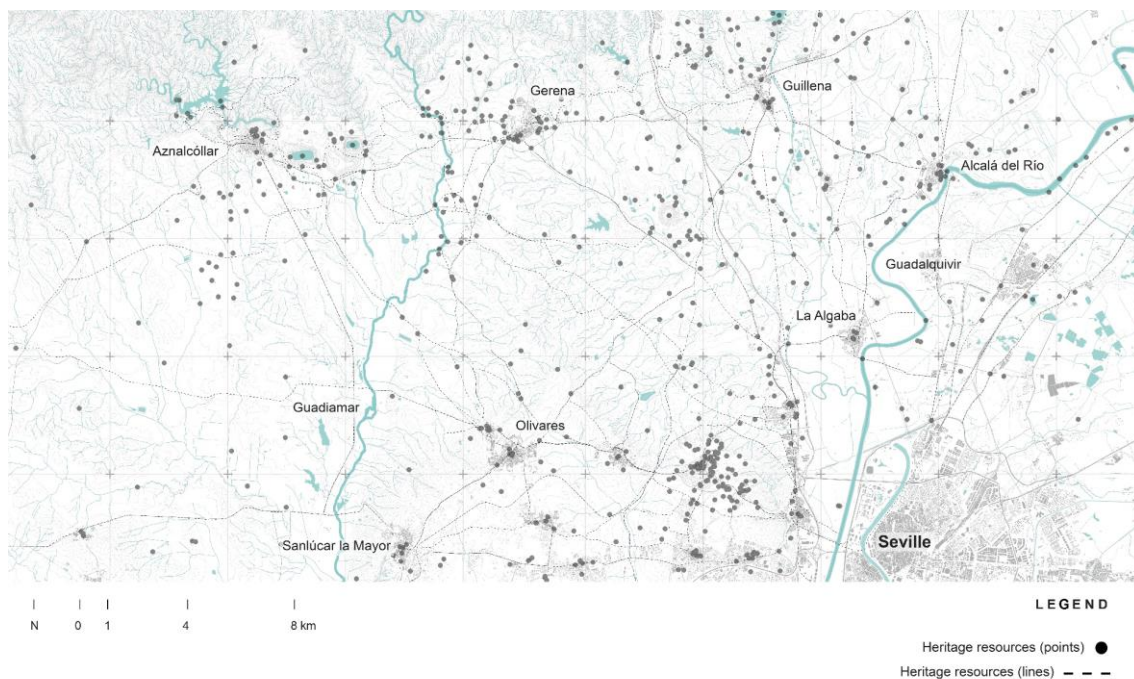 Gerena
Guillena
Aznalcóllar
Alcalá del Río
Guadalquivir
La Algaba
Guadiamar
Olivares
Sanlúcar la Mayor
Seville
N 0 1 4 8 km
LEGEND
Heritage resources (points)
Heritage resources (lines)